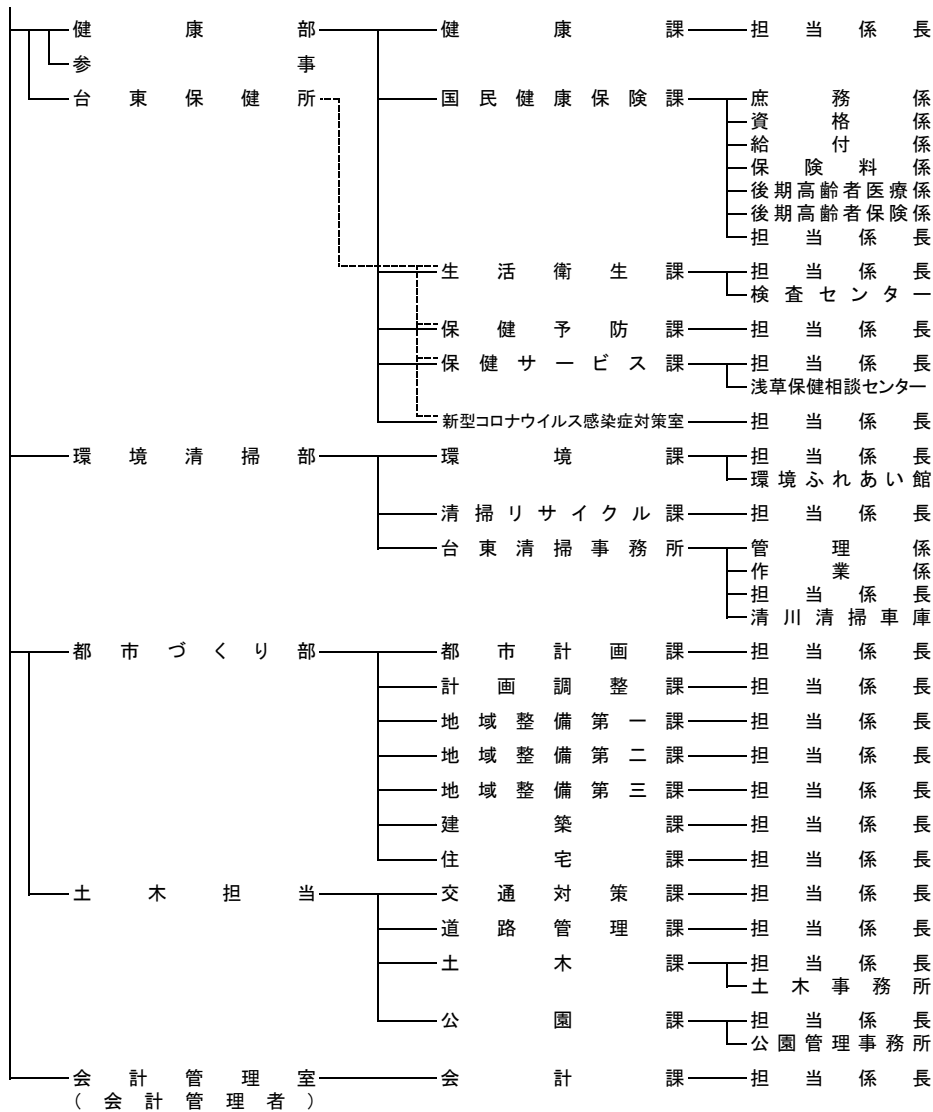 健康部 健康課 担当係長
参事
台東保健所 国民健康保険課 庶務係
資格係
給付係
保険料係
後期高齢者医療係
後期高齢者保険係
担当係長
生活衛生課 担当係長
検査センター
保健予防課 担当係長
保健サービス課 担当係長
浅草保健相談センター
新型コロナウイルス感染症対策室 担当係長
環境清掃部 環境課 担当係長
環境ふれあい館
清掃リサイクル課 担当係長
台東清掃事務所 管理係
作業係
担当係長
清川清掃車庫
都市づくり部 都市計画課 担当係長
計画調整課 担当係長
地域整備第一課 担当係長
地域整備第二課 担当係長
地域整備第三課 担当係長
建築課 担当係長
住宅課 担当係長
土木担当 交通対策課 担当係長
道路管理課 担当係長
土木課 担当係長
土木事務所
公園課 担当係長
公園管理事務所
会計管理室 会計課 担当係長
（会計管理者）